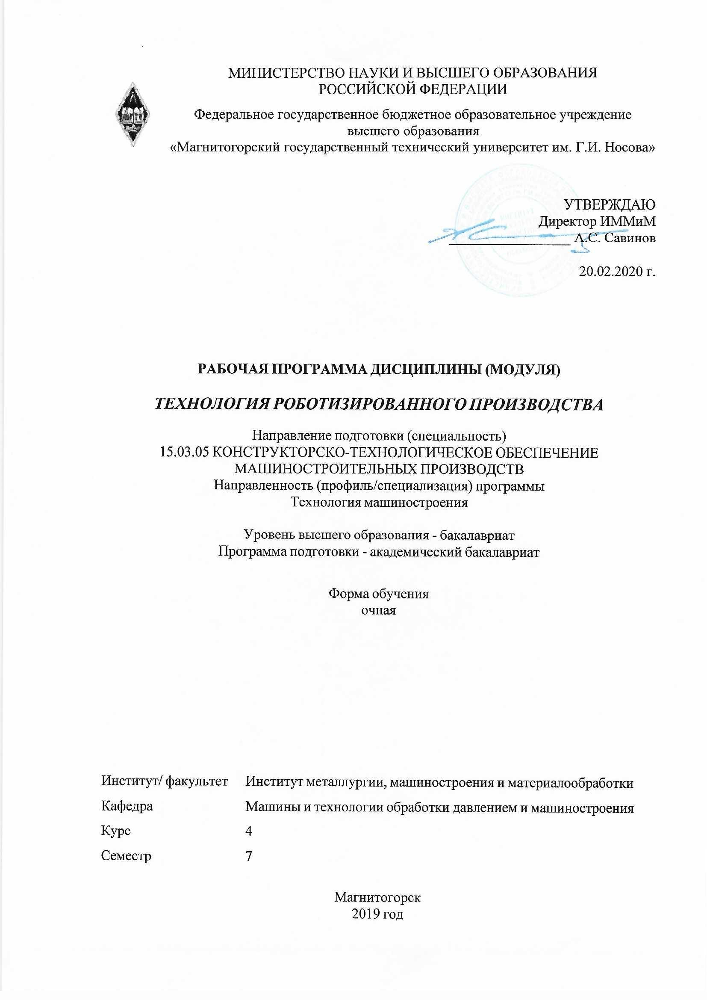 МИНИСТЕРСТВО НАУКИ И ВЫСШЕГО ОБРАЗОВАНИЯ
РОССИЙСКОЙ ФЕДЕРАЦИИ
Федеральное государственное бюджетное образовательное учреждение
высшего образования
«Магнитогорский государственный технический университет им. Г.И. Носова»
УТВЕРЖДАЮ
Директор ИММиМ
А.С. Савинов
20.02.2020 г.
РАБОЧАЯ ПРОГРАММА ДИСЦИПЛИНЫ (МОДУЛЯ)
ТЕХНОЛОГИЯ РОБОТИЗИРОВАННОГО ПРОИЗВОДСТВА
Направление подготовки (специальность)
15.03.05 КОНСТРУКТОРСКО-ТЕХНОЛОГИЧЕСКОЕ ОБЕСПЕЧЕНИЕ
МАШИНОСТРОИТЕЛЬНЫХ ПРОИЗВОДСТВ
Направленность (профиль/специализация) программы
Технология машиностроения
Уровень высшего образования - бакалавриат
Программа подготовки - академический бакалавриат
Форма обучения
очная
Институт/ факультет Институт металлургии, машиностроения и материалообработки
Кафедра Машины и технологии обработки давлением и машиностроения
Курс 4
Семестр 7
Магнитогорск
2019 год